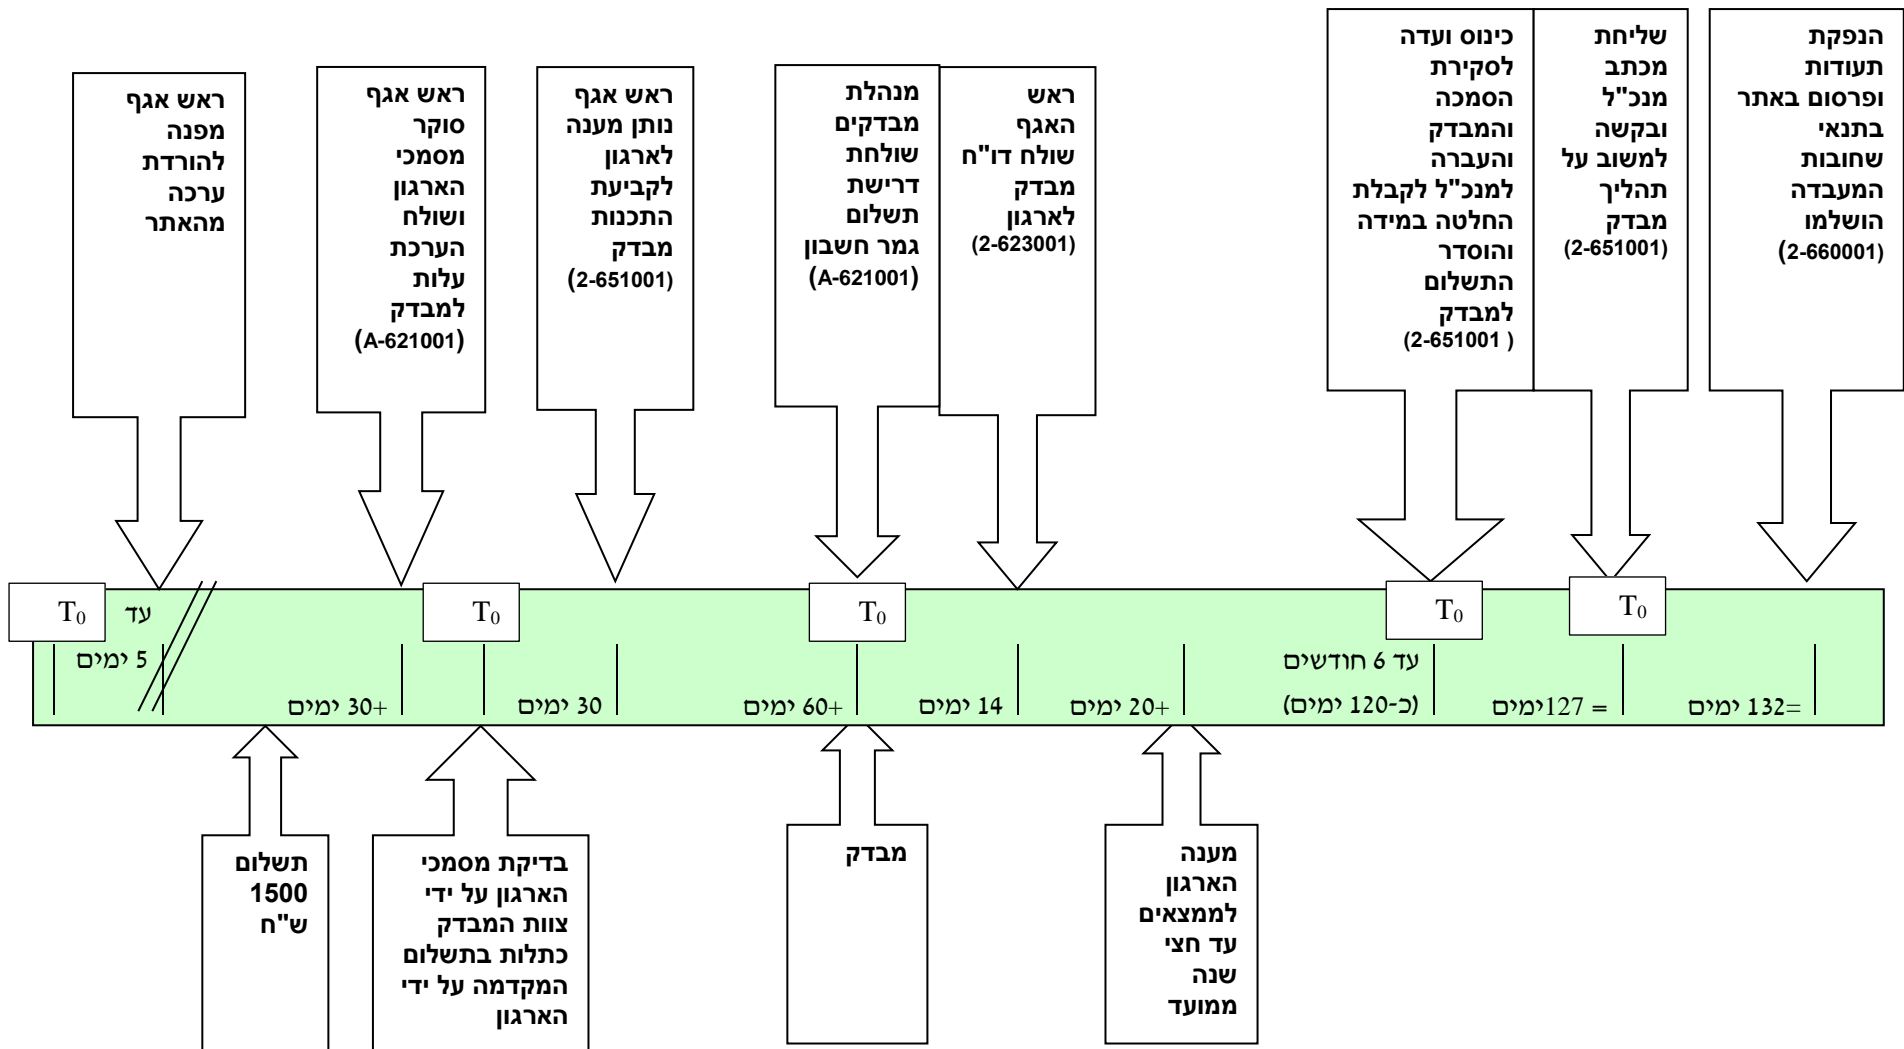 ראש אגף
מפנה
להורדת
ערכה
מהאתר
ראש אגף
סוקר
מסמכי
הארגון
ושולח
הערכת
עלות
למבדק
(A-621001)
ראש אגף
נותן מענה
לארגון
לקביעת
התכנות
מבדק
(2-651001)
מנהלת
מבדקים
שולחת
דרישת
תשלום
גמר חשבון
(A-621001)
ראש
האגף
שולח דו"ח
מבדק
לארגון
(2-623001)
כינוס ועדה
לסקירת
הסמכה
והמבדק
והעברה
למנכ"ל לקבלת
החלטה במידה
והוסדר
התשלום
למבדק
(2-651001 )
שליחת
מכתב
מנכ"ל
ובקשה
למשוב על
תהליך
מבדק
(2-651001)
הנפקת
תעודות
ופרסום באתר
בתנאי
שחובות
המעבדה
הושלמו
(2-660001)
T0
עד
5 ימים
+30 ימים
T0
30 ימים
+60 ימים
T0
14 ימים
+20 ימים
עד 6 חודשים
(כ-120 ימים)
T0
= 127ימים
T0
=132 ימים
תשלום
1500
ש"ח
בדיקת מסמכי
הארגון על ידי
צוות המבדק
כתלות בתשלום
המקדמה על ידי
הארגון
מבדק
מענה
הארגון
לממצאים
עד חצי
שנה
ממועד